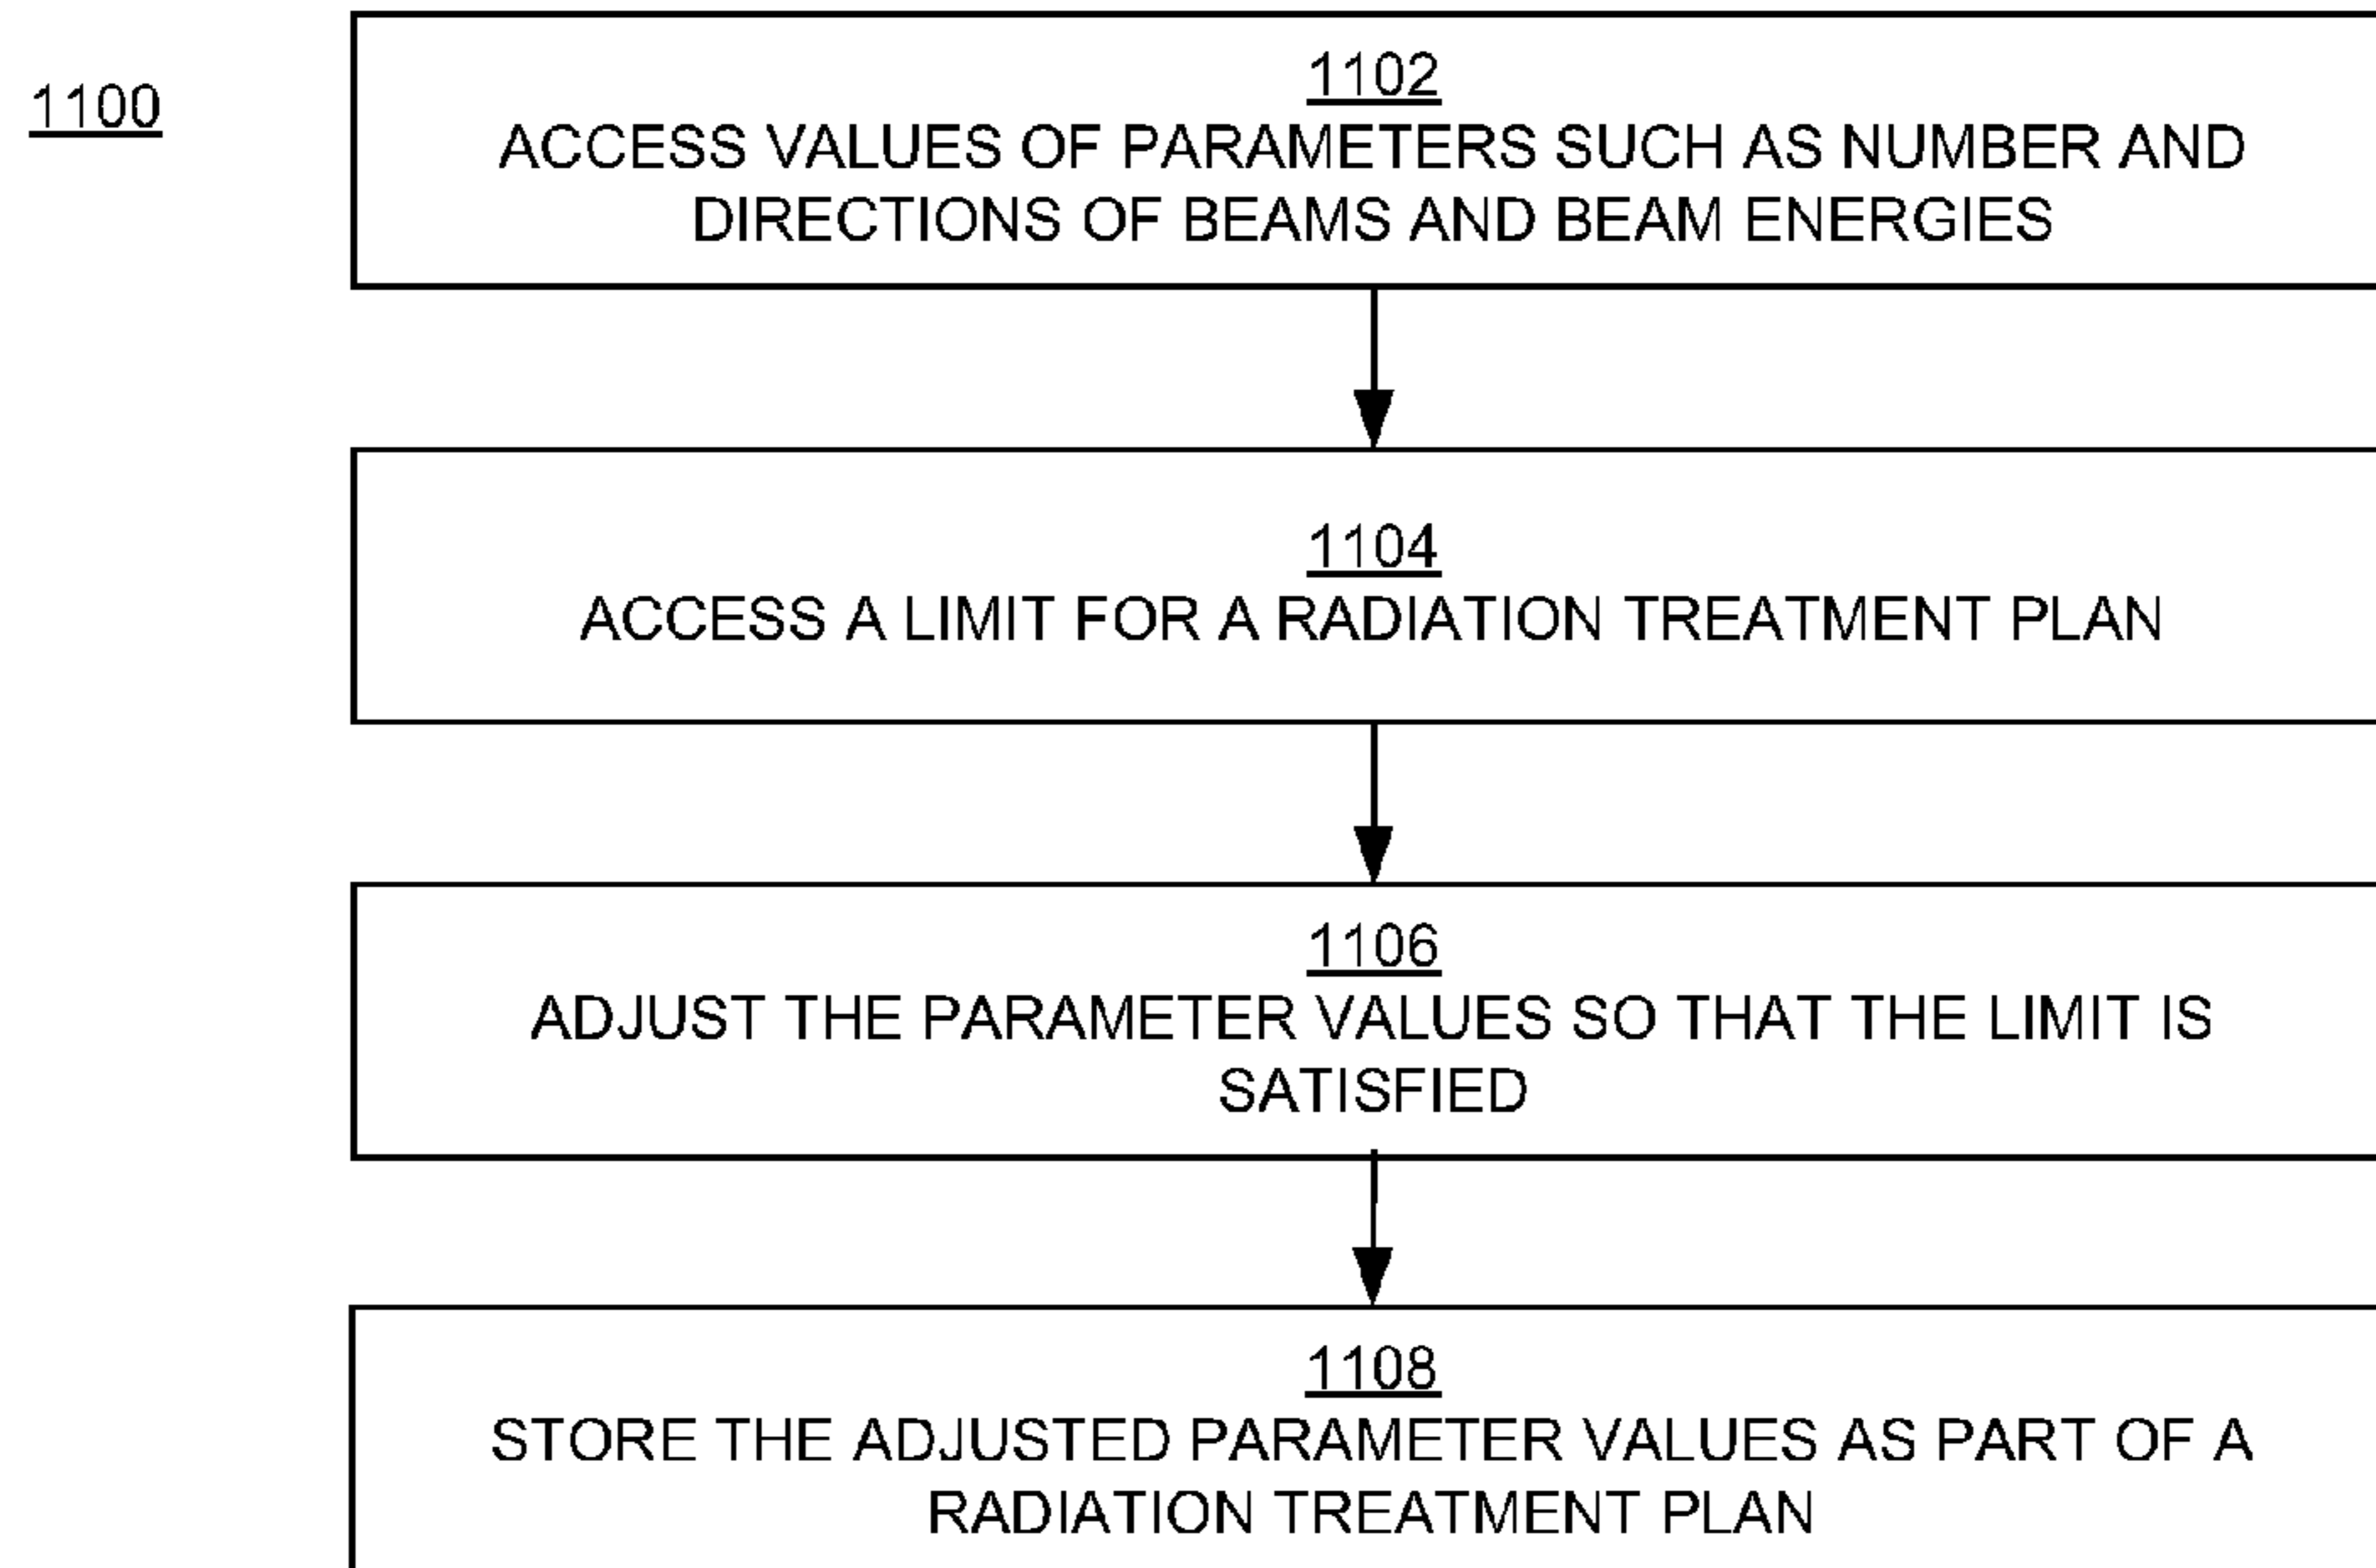 1100
1102
ACCESS VALUES OF PARAMETERS SUCH AS NUMBER AND
DIRECTIONS OF BEAMS AND BEAM ENERGIES
1104
ACCESS A LIMIT FOR A RADIATION TREATMENT PLAN
1106
ADJUST THE PARAMETER VALUES SO THAT THE LIMIT IS
SATISFIED
1108
STORE THE ADJUSTED PARAMETER VALUES AS PART OF A
RADIATION TREATMENT PLAN